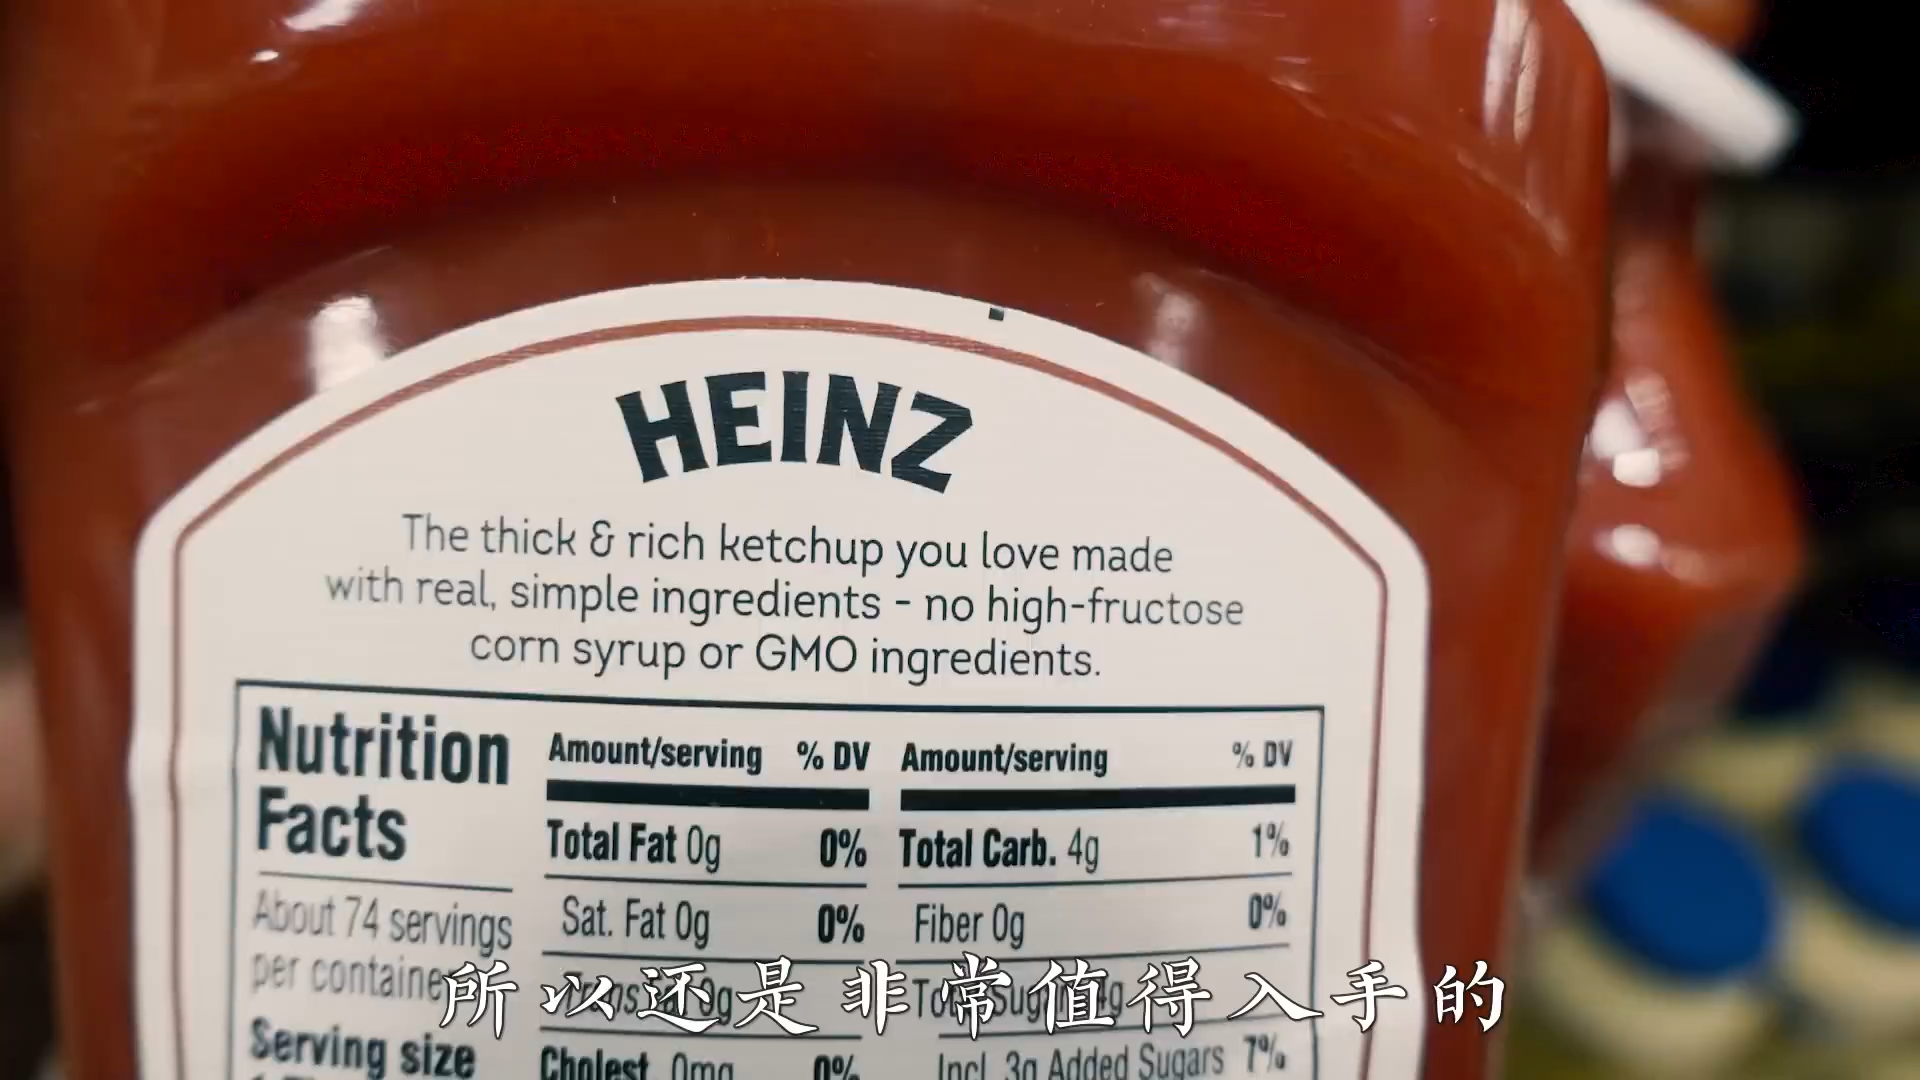 HEINZ
The thick & rich ketchup you love made
with real, simple ingredients - no high-fructose
corn syrup or GMO ingredients.
Nutrition
Facts
About 74 servings
per container
Serving size
Amount/serving % DV
Total Fat 0g 0%
Sat. Fat 0g 0%
Cholest. 0mg 0%
Amount/serving % DV
Total Carb. 4g 1%
Fiber 0g 0%
Incl. 3g Added Sugars 7%
所以还是非常值得入手的